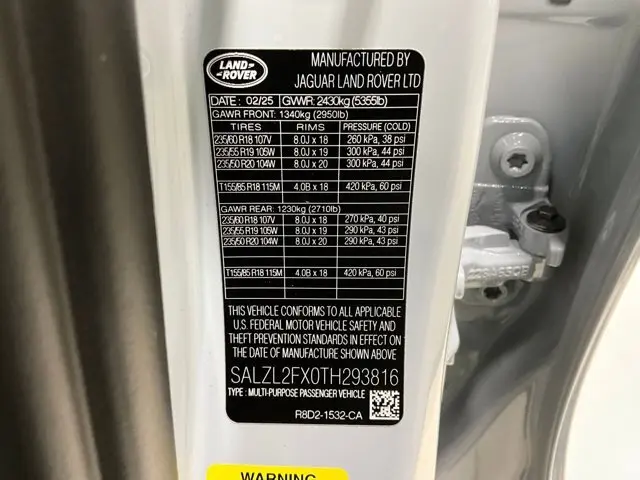 LAND-
-ROVER
MANUFACTURED BY
JAGUAR LAND ROVER LTD
DATE : 02/25 GVWR: 2430kg (5355lb)
GAWR FRONT: 1340kg (2950lb)
TIRES RIMS PRESSURE (COLD)
235/60 R18 107V 8.0J x 18 260 kPa, 38 psi
235/55 R19 105W 8.0J x 19 300 kPa, 44 psi
235/50 R20 104W 8.0J x 20 300 kPa, 44 psi
T155/85 R18 115M 4.0B x 18 420 kPa, 60 psi
GAWR REAR: 1230kg (2710lb)
235/60 R18 107V 8.0J x 18 270 kPa, 40 psi
235/55 R19 105W 8.0J x 19 290 kPa, 43 psi
235/50 R20 104W 8.0J x 20 290 kPa, 43 psi
T155/85 R18 115M 4.0B x 18 420 kPa, 60 psi
THIS VEHICLE CONFORMS TO ALL APPLICABLE
U.S. FEDERAL MOTOR VEHICLE SAFETY AND
THEFT PREVENTION STANDARDS IN EFFECT ON
THE DATE OF MANUFACTURE SHOWN ABOVE
SALZL2FX0TH293816
TYPE : MULTI-PURPOSE PASSENGER VEHICLE
R8D2-1532-CA
WARNING